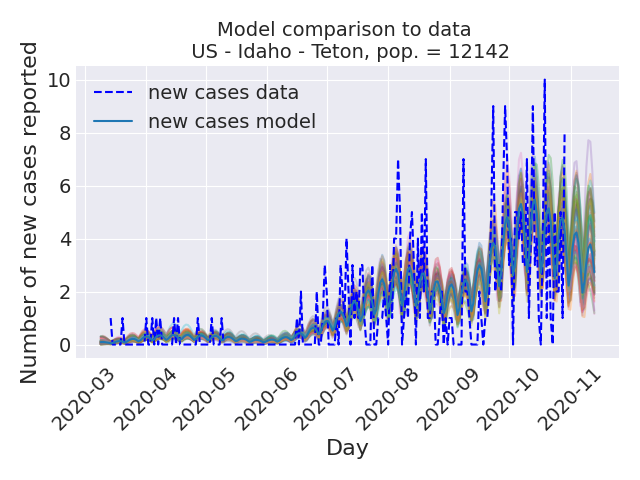 Model comparison to data
US - Idaho - Teton, pop. = 12142
Number of new cases reported
10
8
6
4
2
0
new cases data
new cases model
2020-03
2020-04
2020-05
2020-06
2020-07
2020-08
2020-09
2020-10
2020-11
Day